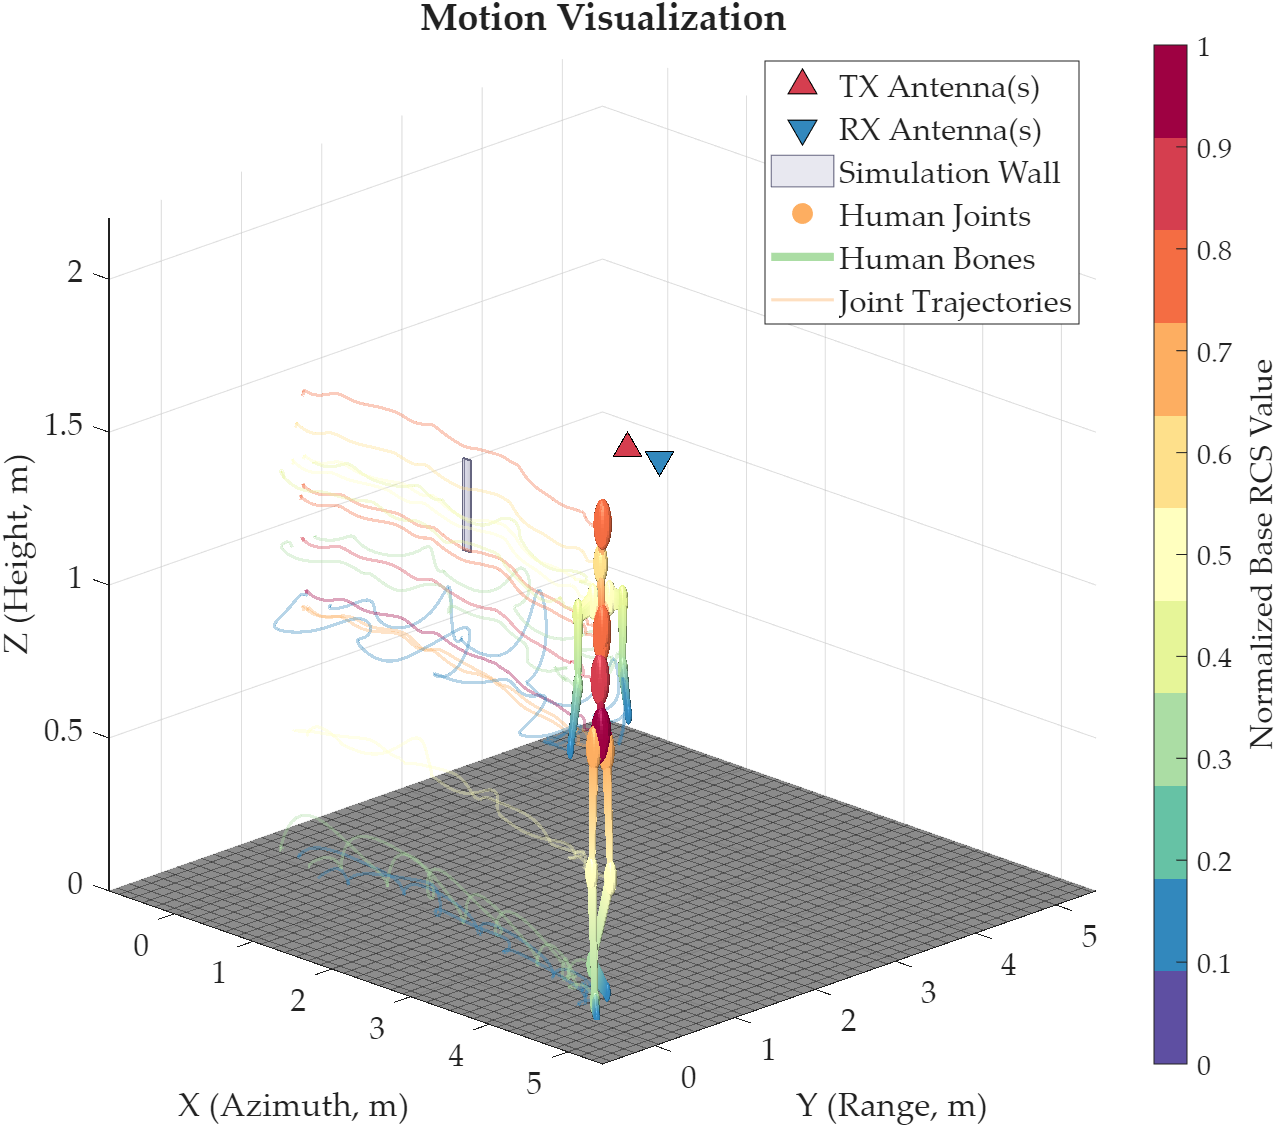 Motion Visualization
TX Antenna(s)
RX Antenna(s)
Simulation Wall
Human Joints
Human Bones
Joint Trajectories
Z (Height, m)
2
1.5
1
0.5
0
0
1
2
3
4
5
X (Azimuth, m)
0
1
2
3
4
5
Y (Range, m)
1
0.9
0.8
0.7
0.6
0.5
0.4
0.3
0.2
0.1
0
Normalized Base RCS Value